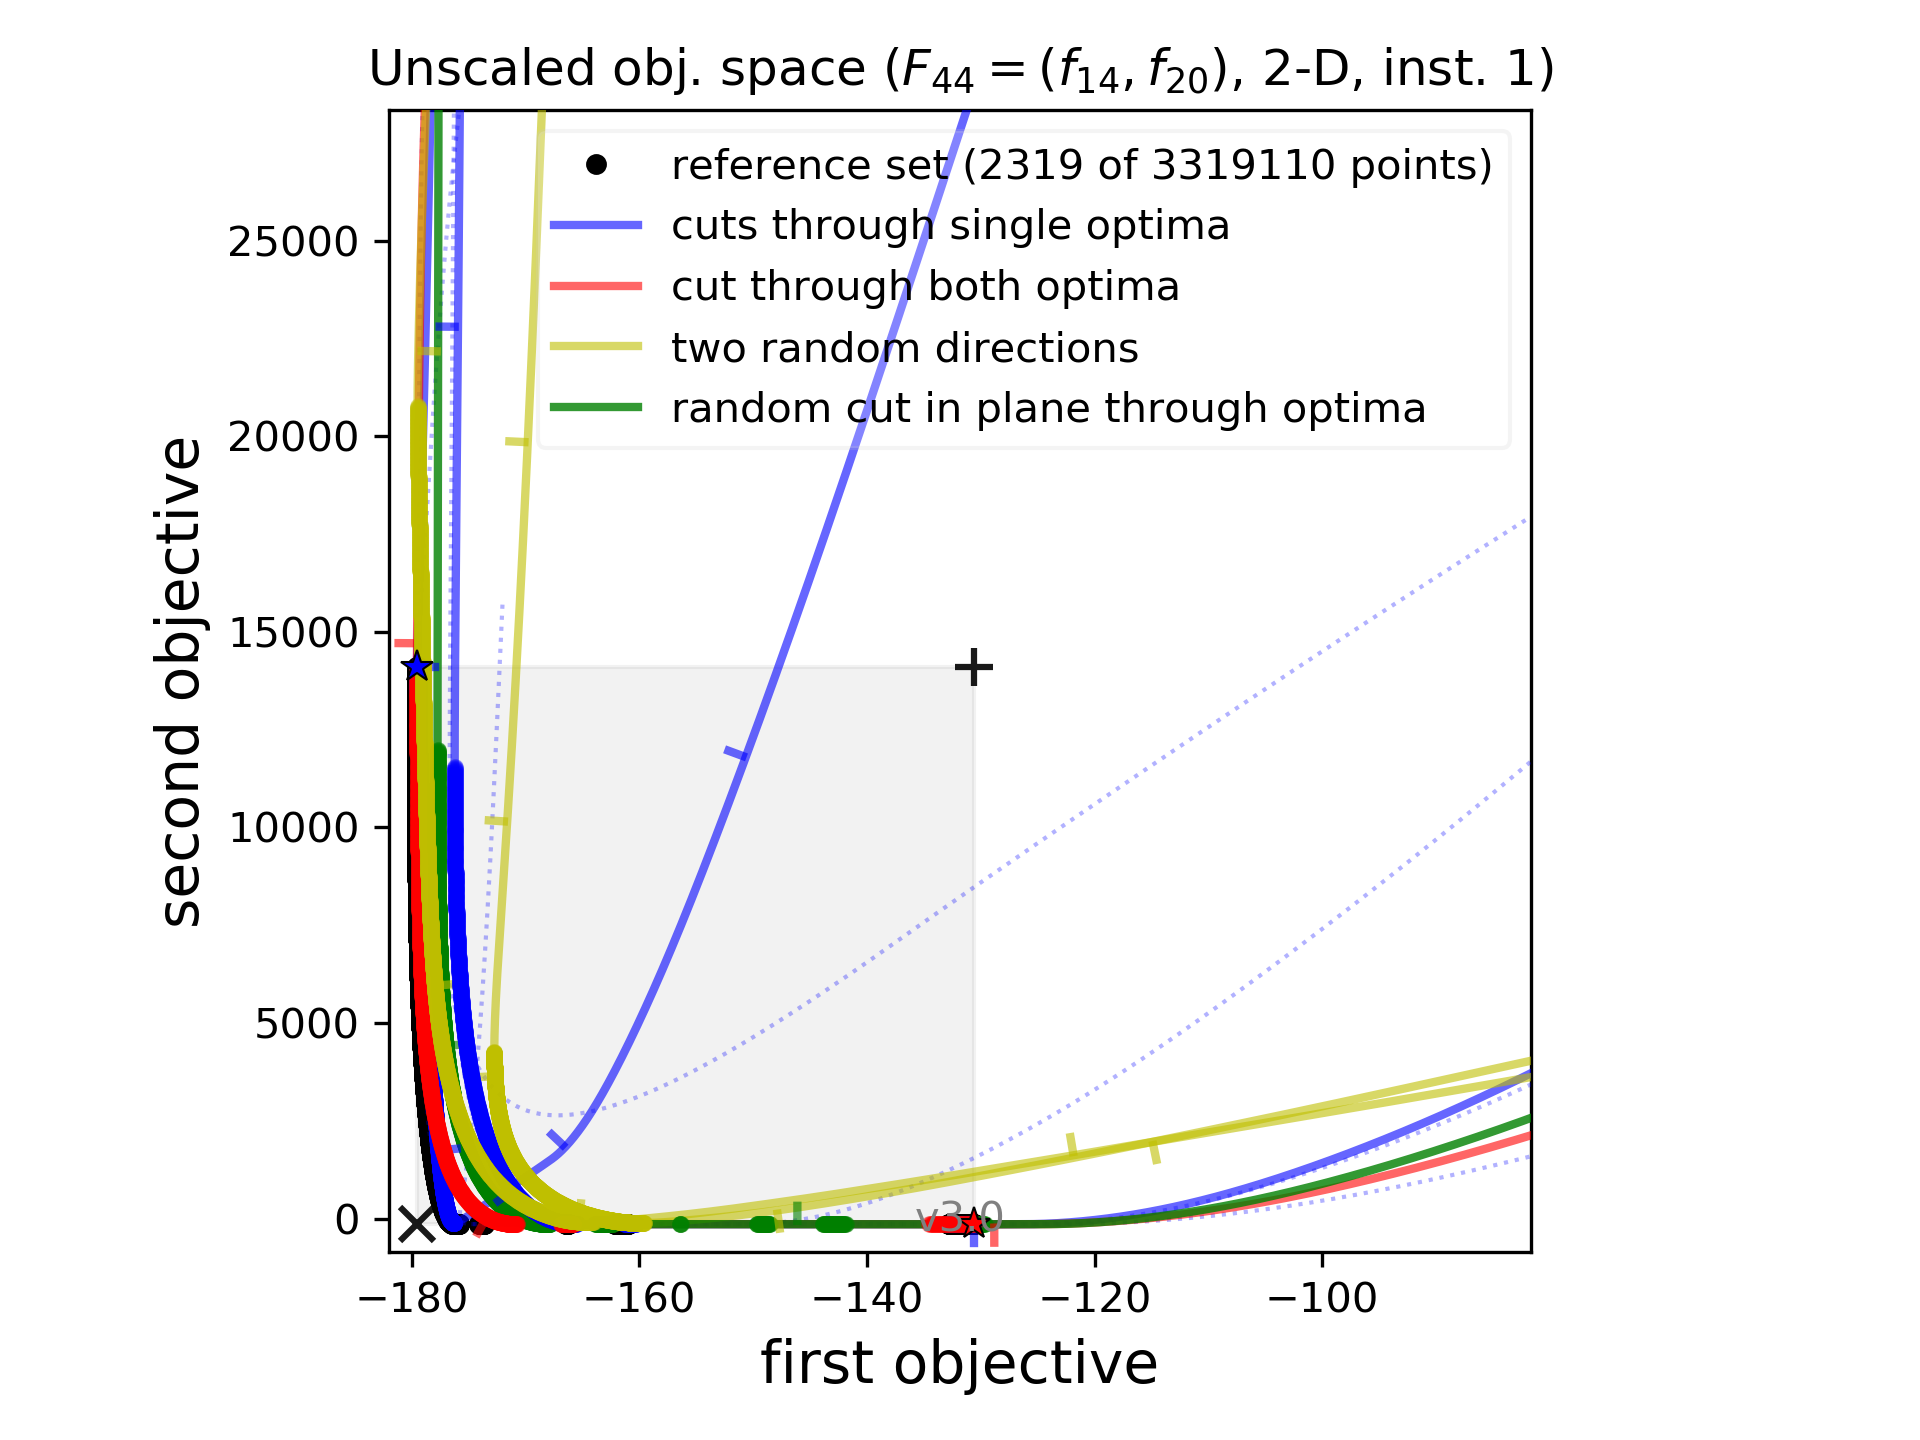 Unscaled obj. space (F₄₄ = (f₁₄, f₂₀), 2-D, inst. 1)
reference set (2319 of 3319110 points)
cuts through single optima
cut through both optima
two random directions
random cut in plane through optima
second objective
25000
20000
15000
10000
5000
0
v3.0
−180 −160 −140 −120 −100
first objective